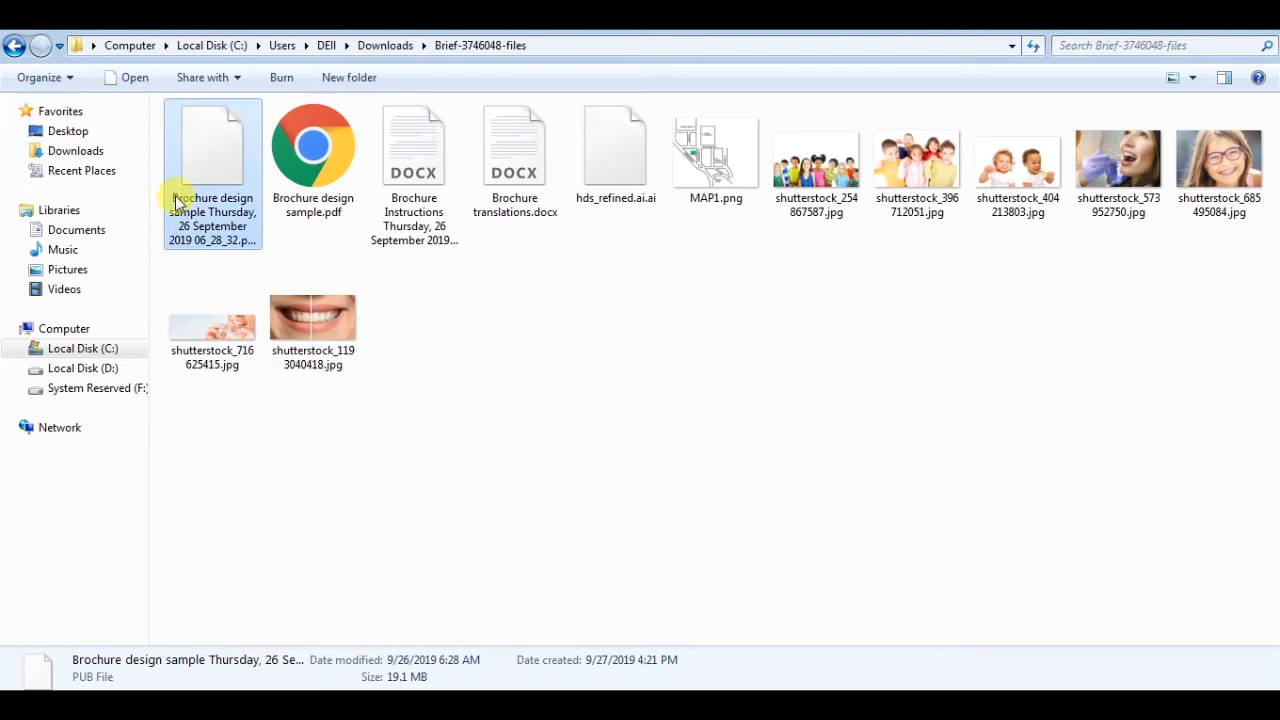 Computer Local Disk (C:) Users DEll Downloads Brief-3746048-files Search Brief-3746048-files
Organize Open Share with Burn New folder
Favorites
Desktop
Downloads
Recent Places
Libraries
Documents
Music
Pictures
Videos
Computer
Local Disk (C:)
Local Disk (D:)
System Reserved (F:)
Network
Brochure design
sample Thursday,
26 September
2019 06_28_32.p...
Brochure design
sample.pdf
DOCX
Brochure
Instructions
Thursday, 26
September 2019...
DOCX
Brochure
translations.docx
hds_refined.ai.ai
MAP1.png
shutterstock_254
867587.jpg
shutterstock_396
712051.jpg
shutterstock_404
213803.jpg
shutterstock_573
952750.jpg
shutterstock_685
495084.jpg
shutterstock_716
625415.jpg
shutterstock_119
3040418.jpg
Brochure design sample Thursday, 26 Se... Date modified: 9/26/2019 6:28 AM Date created: 9/27/2019 4:21 PM
PUB File Size: 19.1 MB